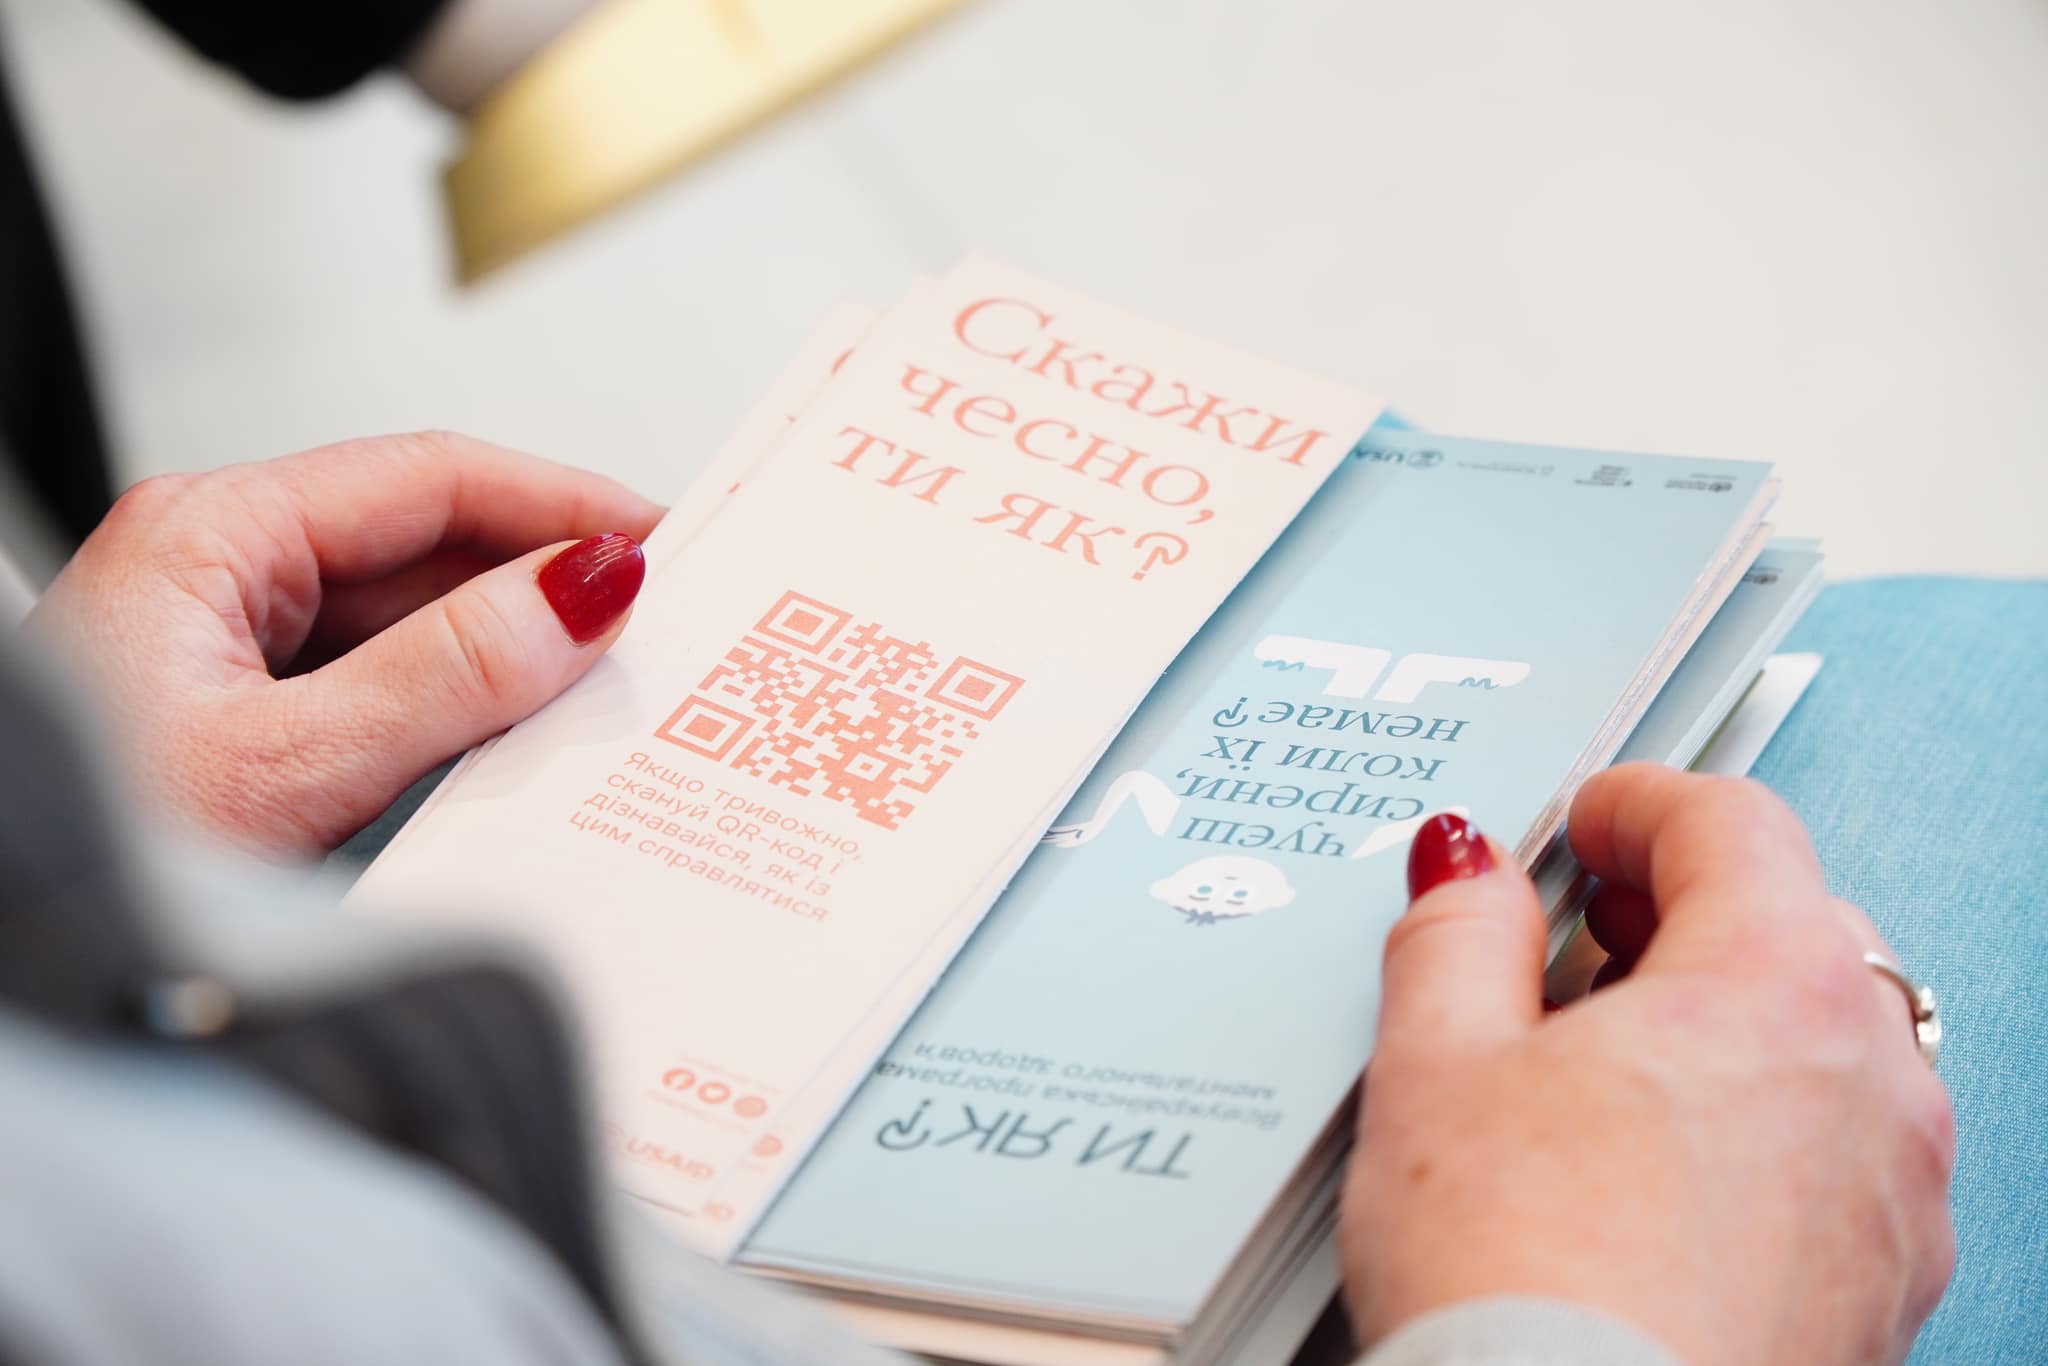 Скажи
чесно,
ти як?
Якщо тривожно,
скануй QR-код і
дізнавайся, як із
цим справлятися
USAID
ТИ ЯК?
Всеукраїнська програма
ментального здоров'я
Чуєш
сирени,
коли їх
немає?
USA